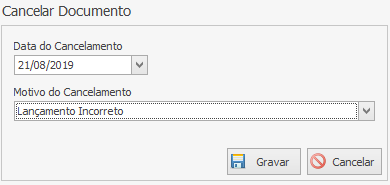 Cancelar Documento
Data do Cancelamento
21/08/2019
Motivo do Cancelamento
Lançamento Incorreto
Gravar Cancelar